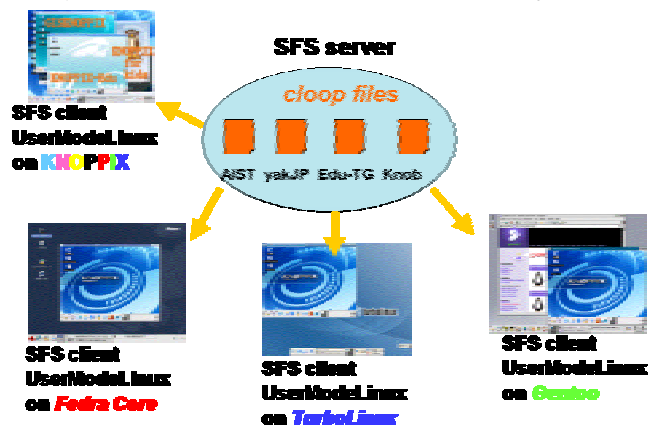 SFS server
cloop files
AIST yakJP Edu-TG Knob
SFS client
UserModeLinux
on KNOPPIX
SFS client
UserModeLinux
on Fedra Core
SFS client
UserModeLinux
on TurboLinux
SFS client
UserModeLinux
on Gentoo